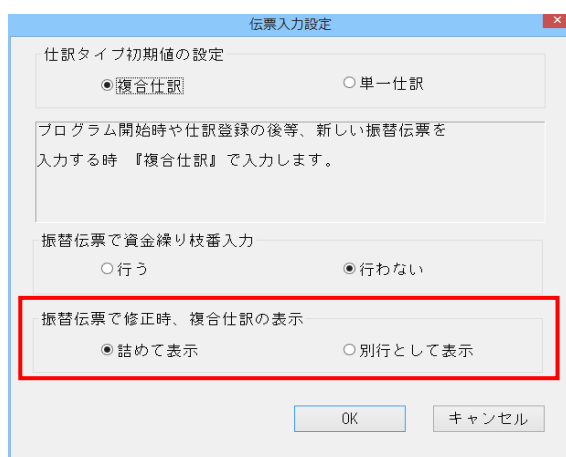 伝票入力設定
仕訳タイプ初期値の設定
複合仕訳 単一仕訳
プログラム開始時や仕訳登録の後等、新しい振替伝票を
入力する時 『複合仕訳』で入力します。
振替伝票で資金繰り枝番入力
行う 行わない
振替伝票で修正時、複合仕訳の表示
詰めて表示 別行として表示
OK キャンセル